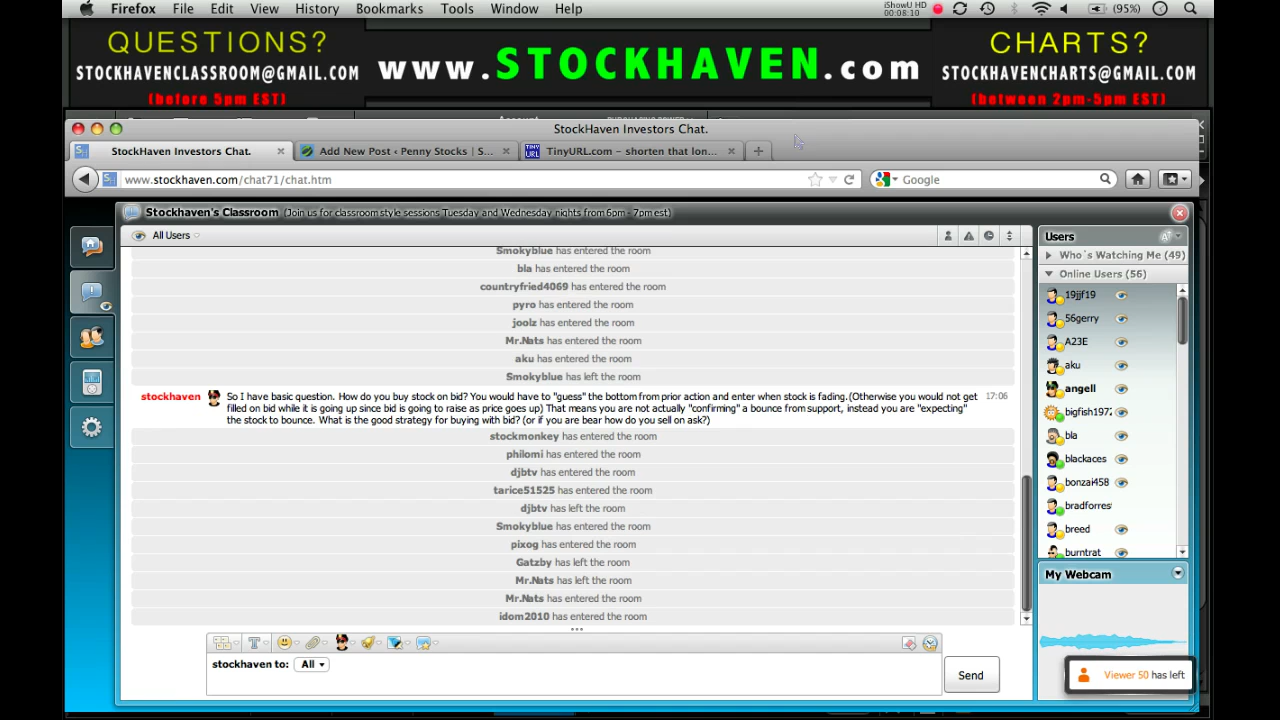 Firefox File Edit View History Bookmarks Tools Window Help iShowU HD 00:08:10 (95%)
QUESTIONS?
STOCKHAVENCLASSROOM@GMAIL.COM
(before 5pm EST)
www.STOCKHAVEN.com
CHARTS?
STOCKHAVENCHARTS@GMAIL.COM
(between 2pm-5pm EST)
StockHaven Investors Chat.
StockHaven Investors Chat. Add New Post ‹ Penny Stocks | S... TinyURL.com – shorten that lon...
www.stockhaven.com/chat71/chat.htm Google
Stockhaven's Classroom (Join us for classroom style sessions Tuesday and Wednesday nights from 6pm - 7pm est)
All Users
Smokyblue has entered the room
bla has entered the room
countryfried4069 has entered the room
pyro has entered the room
joolz has entered the room
Mr.Nats has entered the room
aku has entered the room
Smokyblue has left the room
stockhaven So I have basic question. How do you buy stock on bid? You would have to "guess" the bottom from prior action and enter when stock is fading.(Otherwise you would not get 17:06
filled on bid while it is going up since bid is going to raise as price goes up) That means you are not actually "confirming" a bounce from support, instead you are "expecting"
the stock to bounce. What is the good strategy for buying with bid? (or if you are bear how do you sell on ask?)
stockmonkey has entered the room
philomi has entered the room
djbtv has entered the room
tarice51525 has entered the room
djbtv has left the room
Smokyblue has entered the room
pixog has entered the room
Gatzby has left the room
Mr.Nats has left the room
Mr.Nats has entered the room
idom2010 has entered the room
stockhaven to: All
Send
Users
Who´s Watching Me (49)
Online Users (56)
19jjf19
56gerry
A23E
aku
angell
bigfish197
bla
blackaces
bonzai458
bradforres
breed
burntrat
My Webcam
Viewer 50 has left